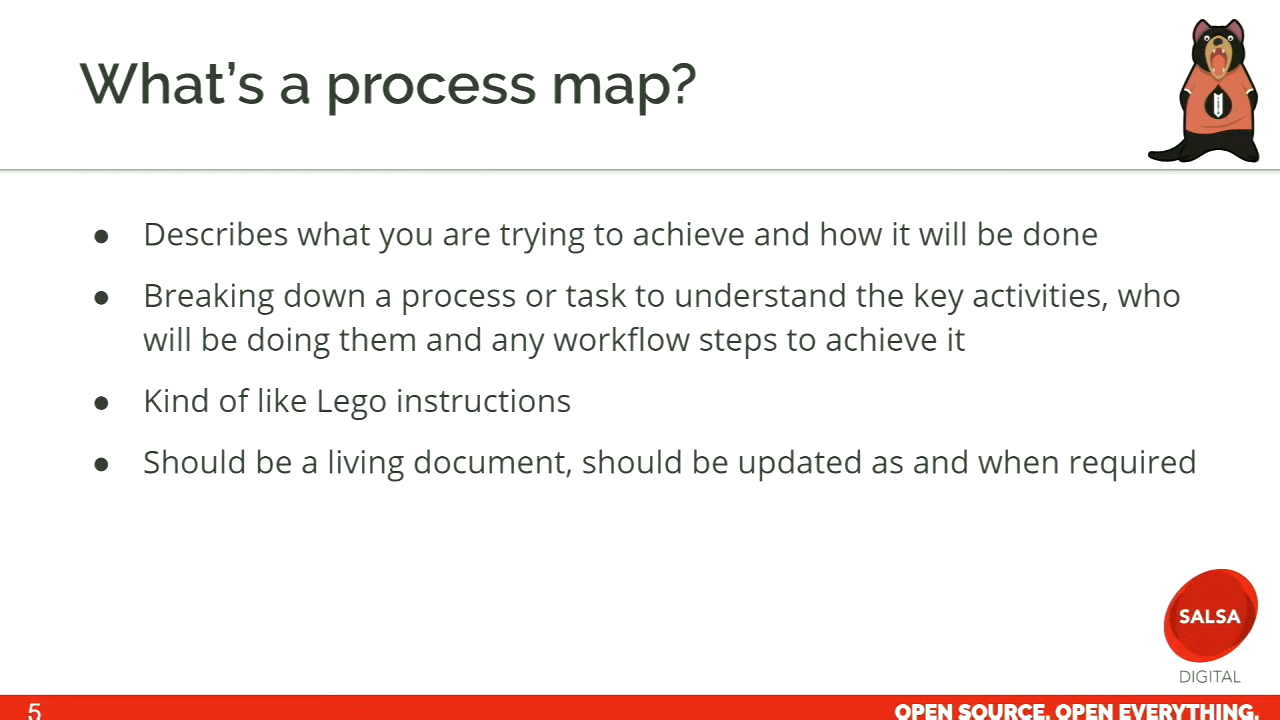 What's a process map?
● Describes what you are trying to achieve and how it will be done
● Breaking down a process or task to understand the key activities, who
will be doing them and any workflow steps to achieve it
● Kind of like Lego instructions
● Should be a living document, should be updated as and when required
SALSA
DIGITAL
5
OPEN SOURCE. OPEN EVERYTHING.